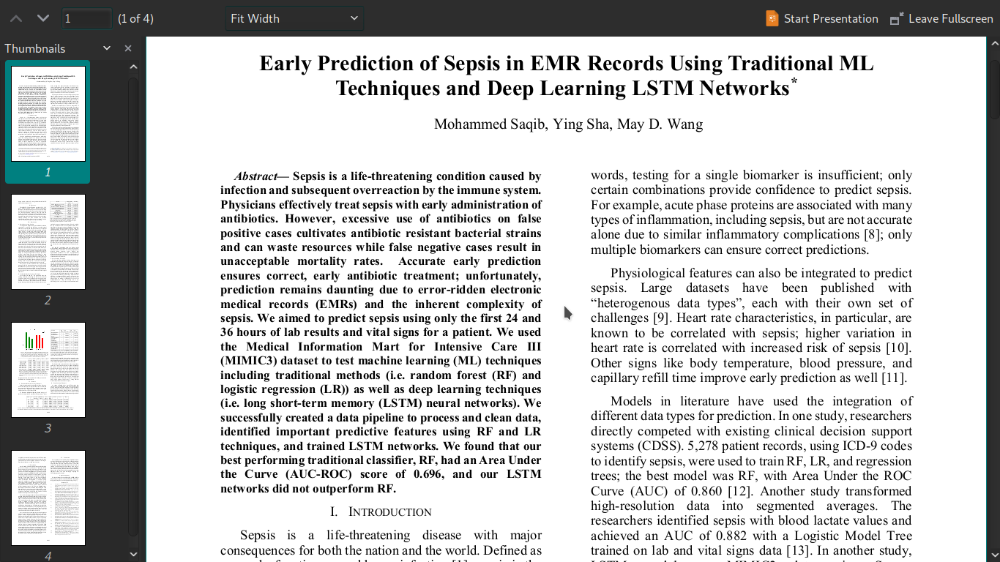 1
(1 of 4)
Fit Width
Start Presentation
Leave Fullscreen
Thumbnails
1
2
3
4
Early Prediction of Sepsis in EMR Records Using Traditional ML
Techniques and Deep Learning LSTM Networks*
Mohammed Saqib, Ying Sha, May D. Wang
Abstract— Sepsis is a life-threatening condition caused by
infection and subsequent overreaction by the immune system.
Physicians effectively treat sepsis with early administration of
antibiotics. However, excessive use of antibiotics on false
positive cases cultivates antibiotic resistant bacterial strains
and can waste resources while false negative cases result in
unacceptable mortality rates. Accurate early prediction
ensures correct, early antibiotic treatment; unfortunately,
prediction remains daunting due to error-ridden electronic
medical records (EMRs) and the inherent complexity of
sepsis. We aimed to predict sepsis using only the first 24 and
36 hours of lab results and vital signs for a patient. We used
the Medical Information Mart for Intensive Care III
(MIMIC3) dataset to test machine learning (ML) techniques
including traditional methods (i.e. random forest (RF) and
logistic regression (LR)) as well as deep learning techniques
(i.e. long short-term memory (LSTM) neural networks). We
successfully created a data pipeline to process and clean data,
identified important predictive features using RF and LR
techniques, and trained LSTM networks. We found that our
best performing traditional classifier, RF, had an Area Under
the Curve (AUC-ROC) score of 0.696, and our LSTM
networks did not outperform RF.
I. INTRODUCTION
Sepsis is a life-threatening disease with major
consequences for both the nation and the world. Defined as
words, testing for a single biomarker is insufficient; only
certain combinations provide confidence to predict sepsis.
For example, acute phase proteins are associated with many
types of inflammation, including sepsis, but are not accurate
alone due to similar inflammatory complications [8]; only
multiple biomarkers can ensure correct predictions.
Physiological features can also be integrated to predict
sepsis. Large datasets have been published with
“heterogenous data types”, each with their own set of
challenges [9]. Heart rate characteristics, in particular, are
known to be correlated with sepsis; higher variation in
heart rate is correlated with increased risk of sepsis [10].
Other signs like body temperature, blood pressure, and
capillary refill time improve early prediction as well [11].
Models in literature have used the integration of
different data types for prediction. In one study, researchers
directly competed with existing clinical decision support
systems (CDSS). 5,278 patient records, using ICD-9 codes
to identify sepsis, were used to train RF, LR, and regression
trees; the best model was RF, with Area Under the ROC
Curve (AUC) of 0.860 [12]. Another study transformed
high-resolution data into segmented averages. The
researchers identified sepsis with blood lactate values and
achieved an AUC of 0.882 with a Logistic Model Tree
trained on lab and vital signs data [13]. In another study,